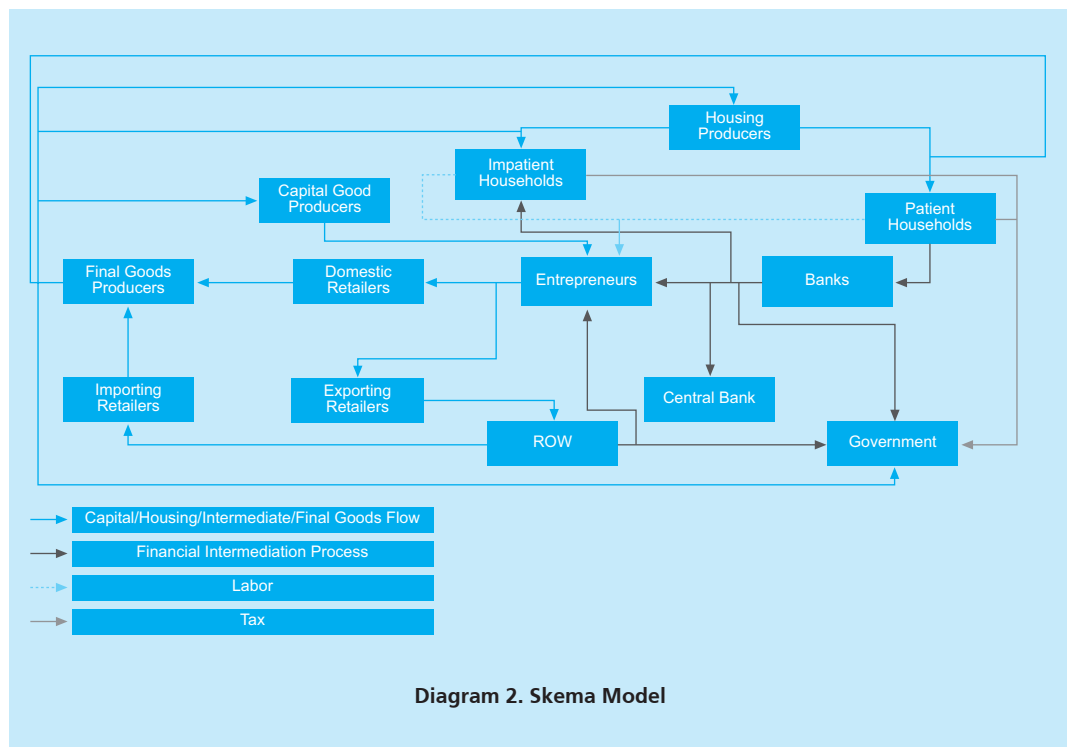 Housing
Producers
Impatient
Households
Capital Good
Producers
Patient
Households
Final Goods
Producers
Domestic
Retailers
Entrepreneurs
Banks
Importing
Retailers
Exporting
Retailers
Central Bank
ROW
Government
Capital/Housing/Intermediate/Final Goods Flow
Financial Intermediation Process
Labor
Tax
Diagram 2. Skema Model